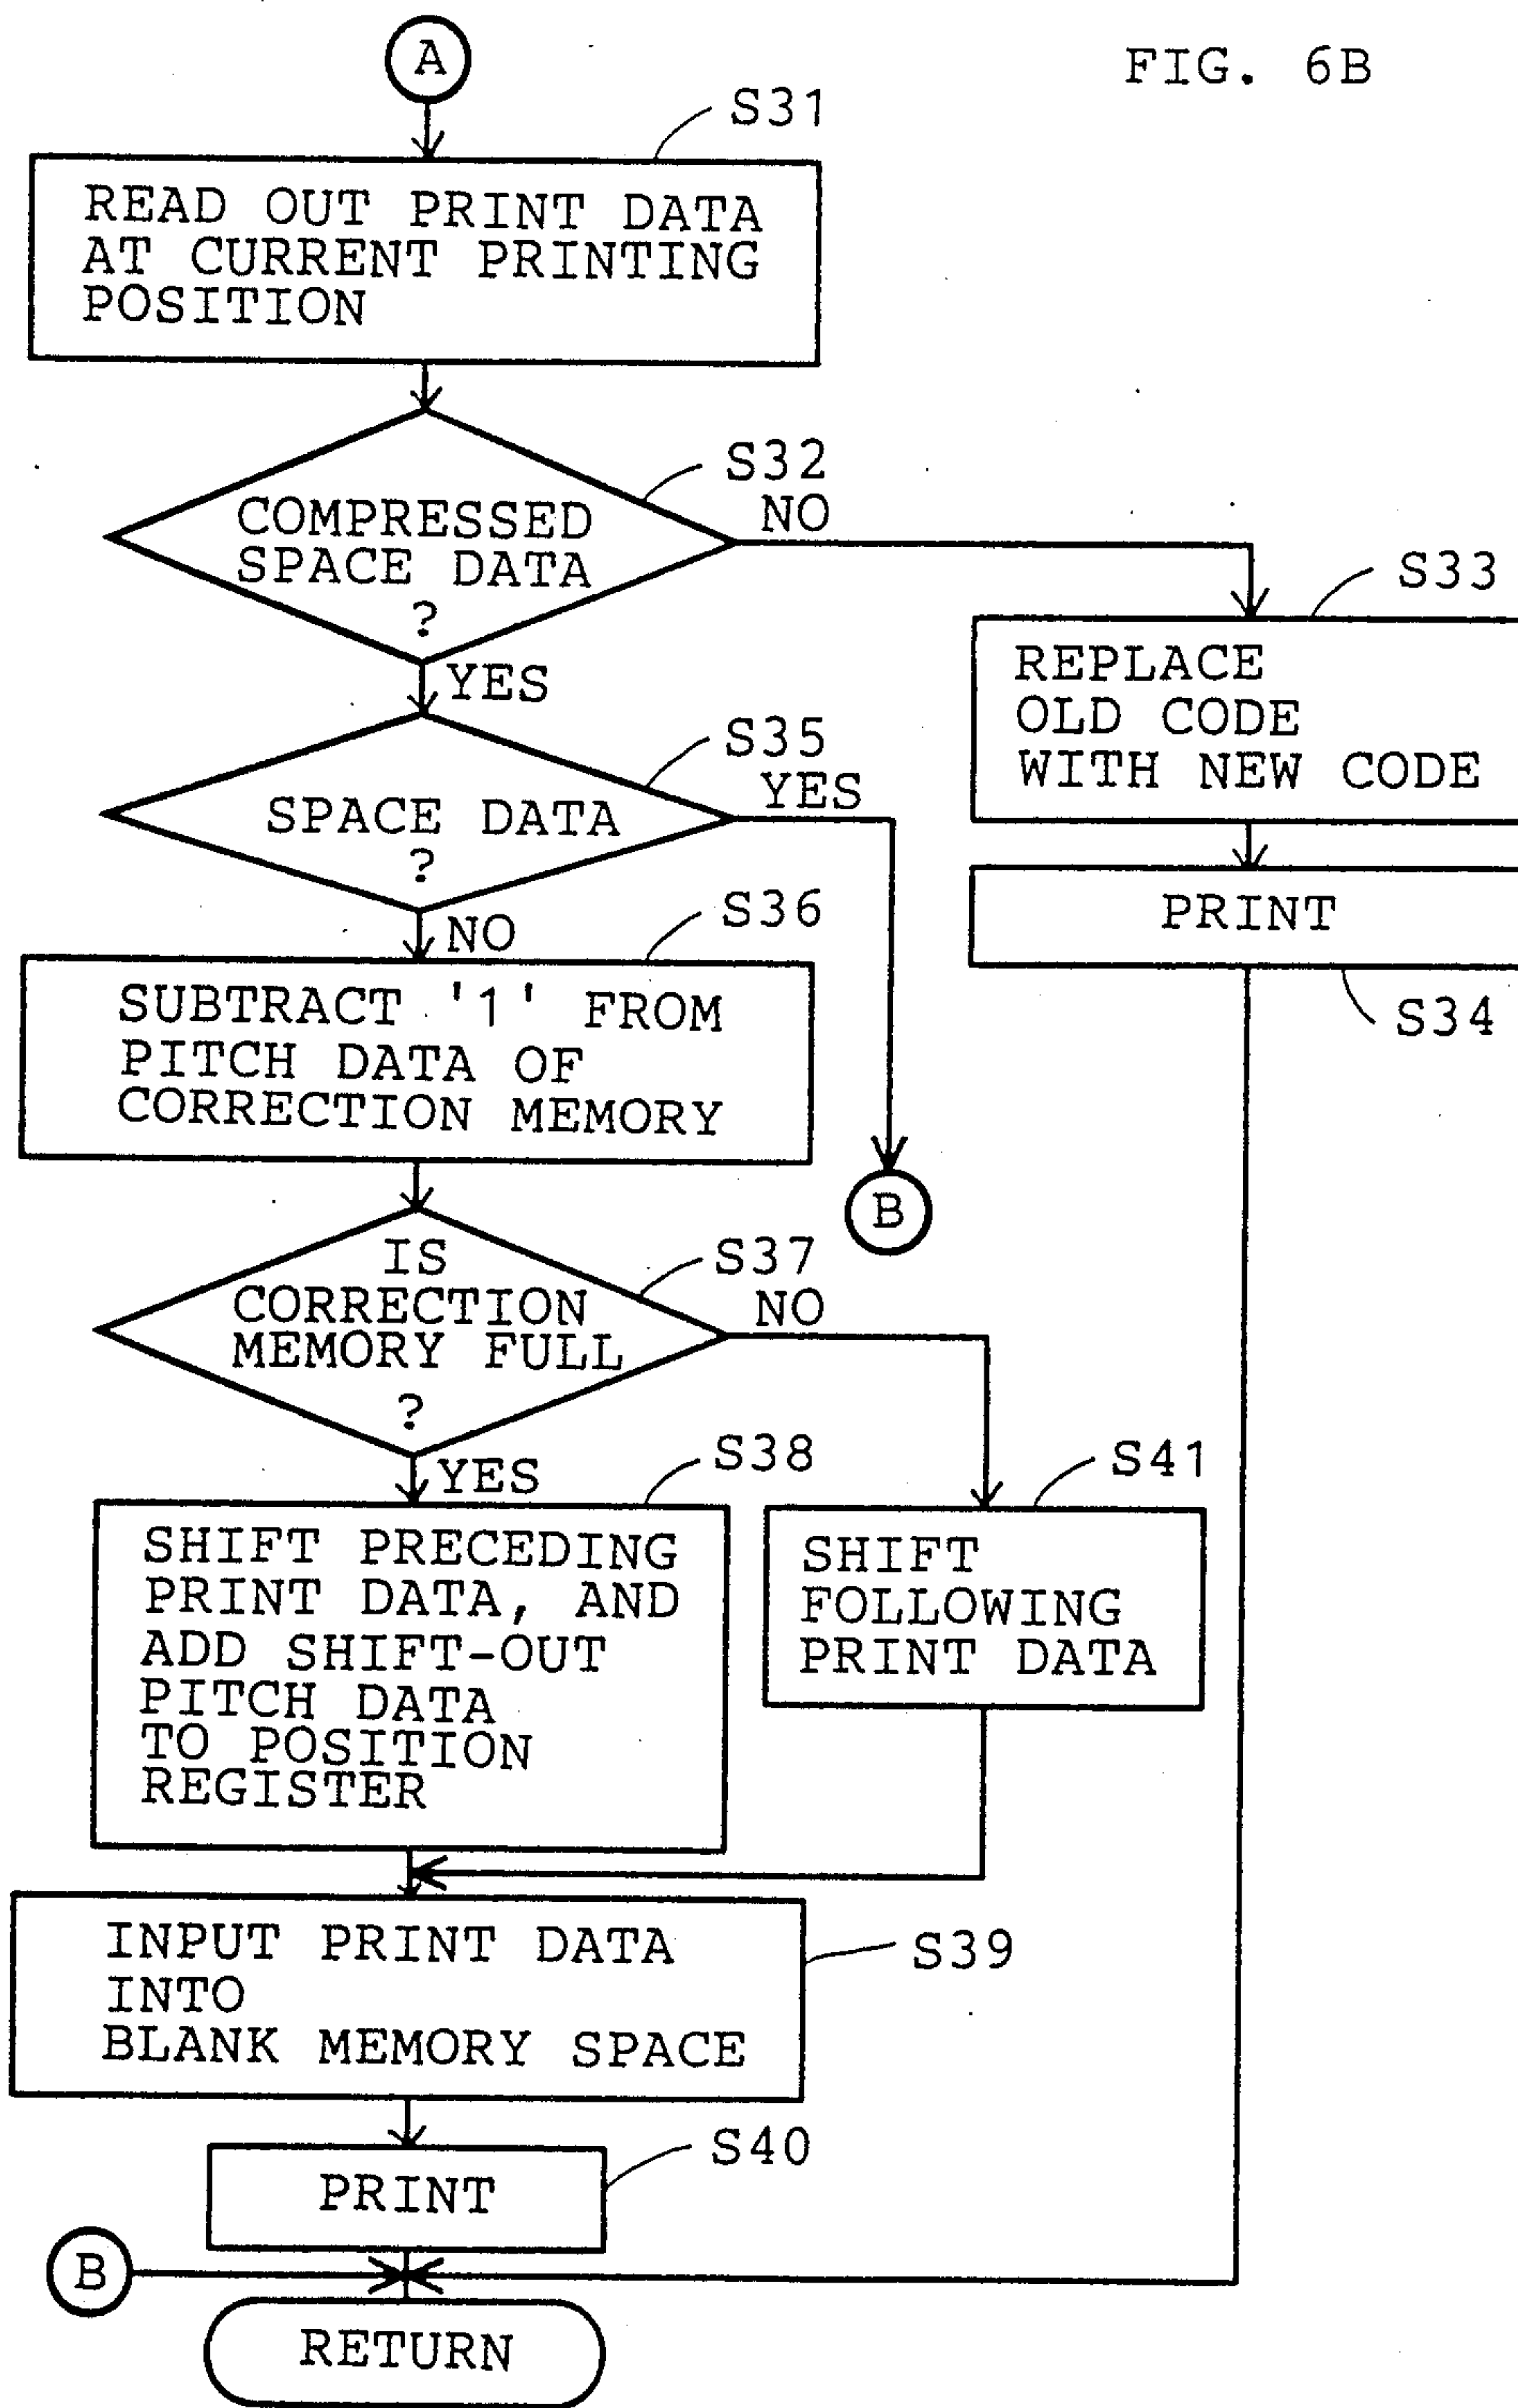 FIG. 6B
A
S31
READ OUT PRINT DATA
AT CURRENT PRINTING
POSITION
S32
COMPRESSED
SPACE DATA
?
NO
YES
S33
REPLACE
OLD CODE
WITH NEW CODE
PRINT
S34
S35
SPACE DATA
?
YES
NO
B
S36
SUBTRACT '1' FROM
PITCH DATA OF
CORRECTION MEMORY
S37
IS
CORRECTION
MEMORY FULL
?
NO
YES
S38
SHIFT PRECEDING
PRINT DATA, AND
ADD SHIFT-OUT
PITCH DATA
TO POSITION
REGISTER
S41
SHIFT
FOLLOWING
PRINT DATA
INPUT PRINT DATA
INTO
BLANK MEMORY SPACE
S39
S40
PRINT
B
RETURN